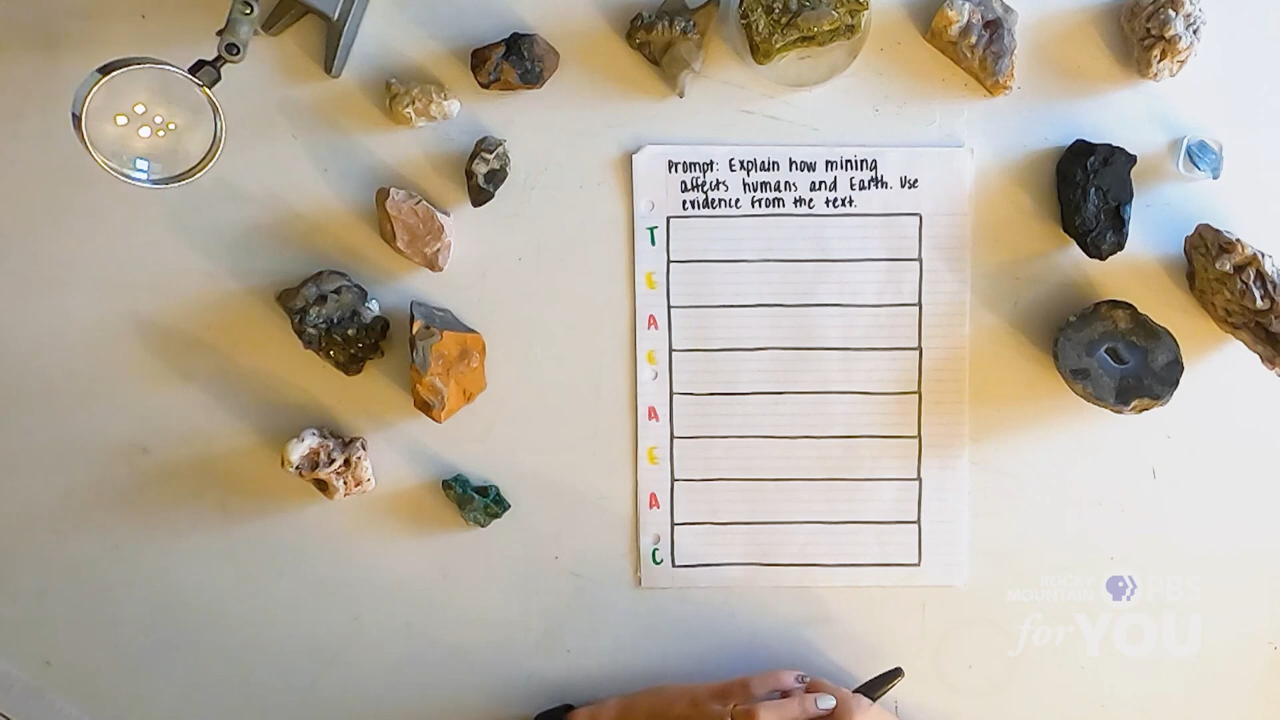 Prompt: Explain how mining
affects humans and Earth. Use
evidence from the text.
T
E
A
E
A
E
A
C
ROCKY
MOUNTAIN PBS
for YOU